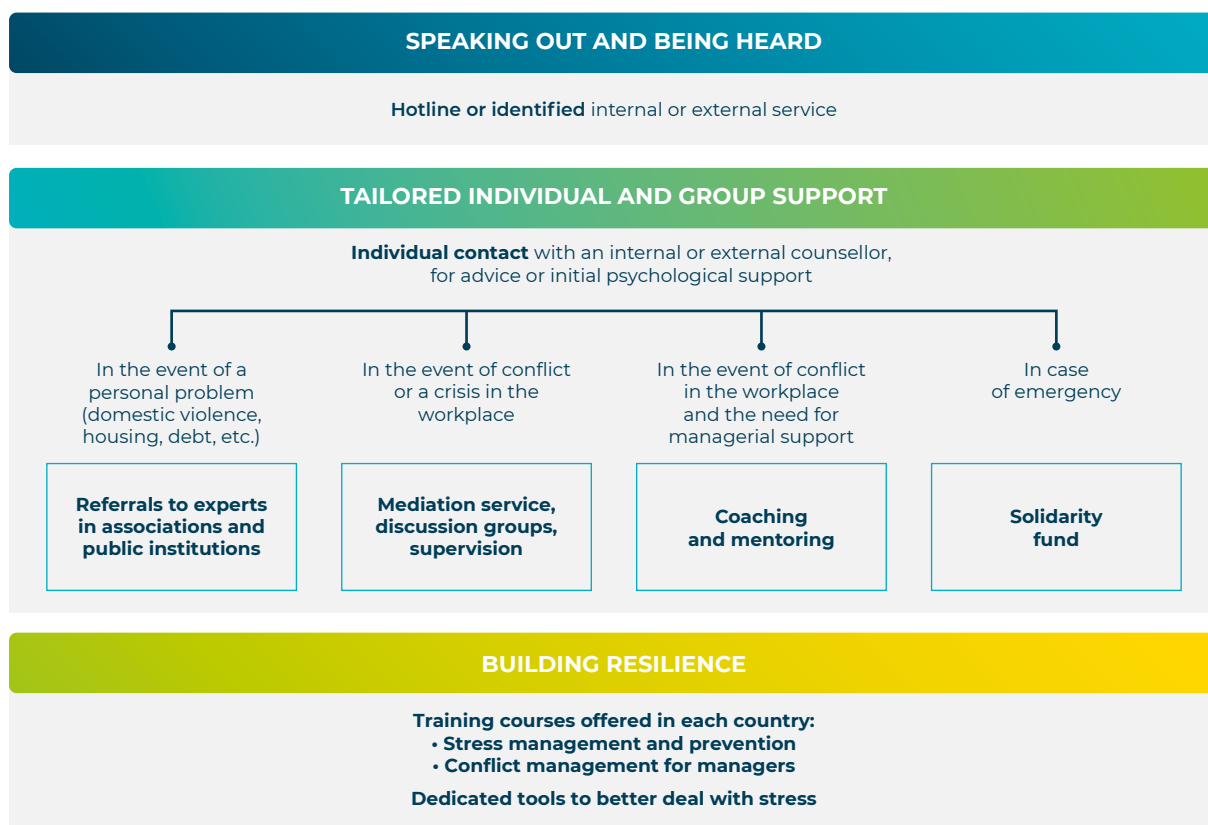 SPEAKING OUT AND BEING HEARD
Hotline or identified internal or external service
TAILORED INDIVIDUAL AND GROUP SUPPORT
Individual contact with an internal or external counsellor,
for advice or initial psychological support
In the event of a
personal problem
(domestic violence,
housing, debt, etc.)
Referrals to experts
in associations and
public institutions
In the event of conflict
or a crisis in the
workplace
Mediation service,
discussion groups,
supervision
In the event of conflict
in the workplace
and the need for
managerial support
Coaching
and mentoring
In case
of emergency
Solidarity
fund
BUILDING RESILIENCE
Training courses offered in each country:
• Stress management and prevention
• Conflict management for managers
Dedicated tools to better deal with stress